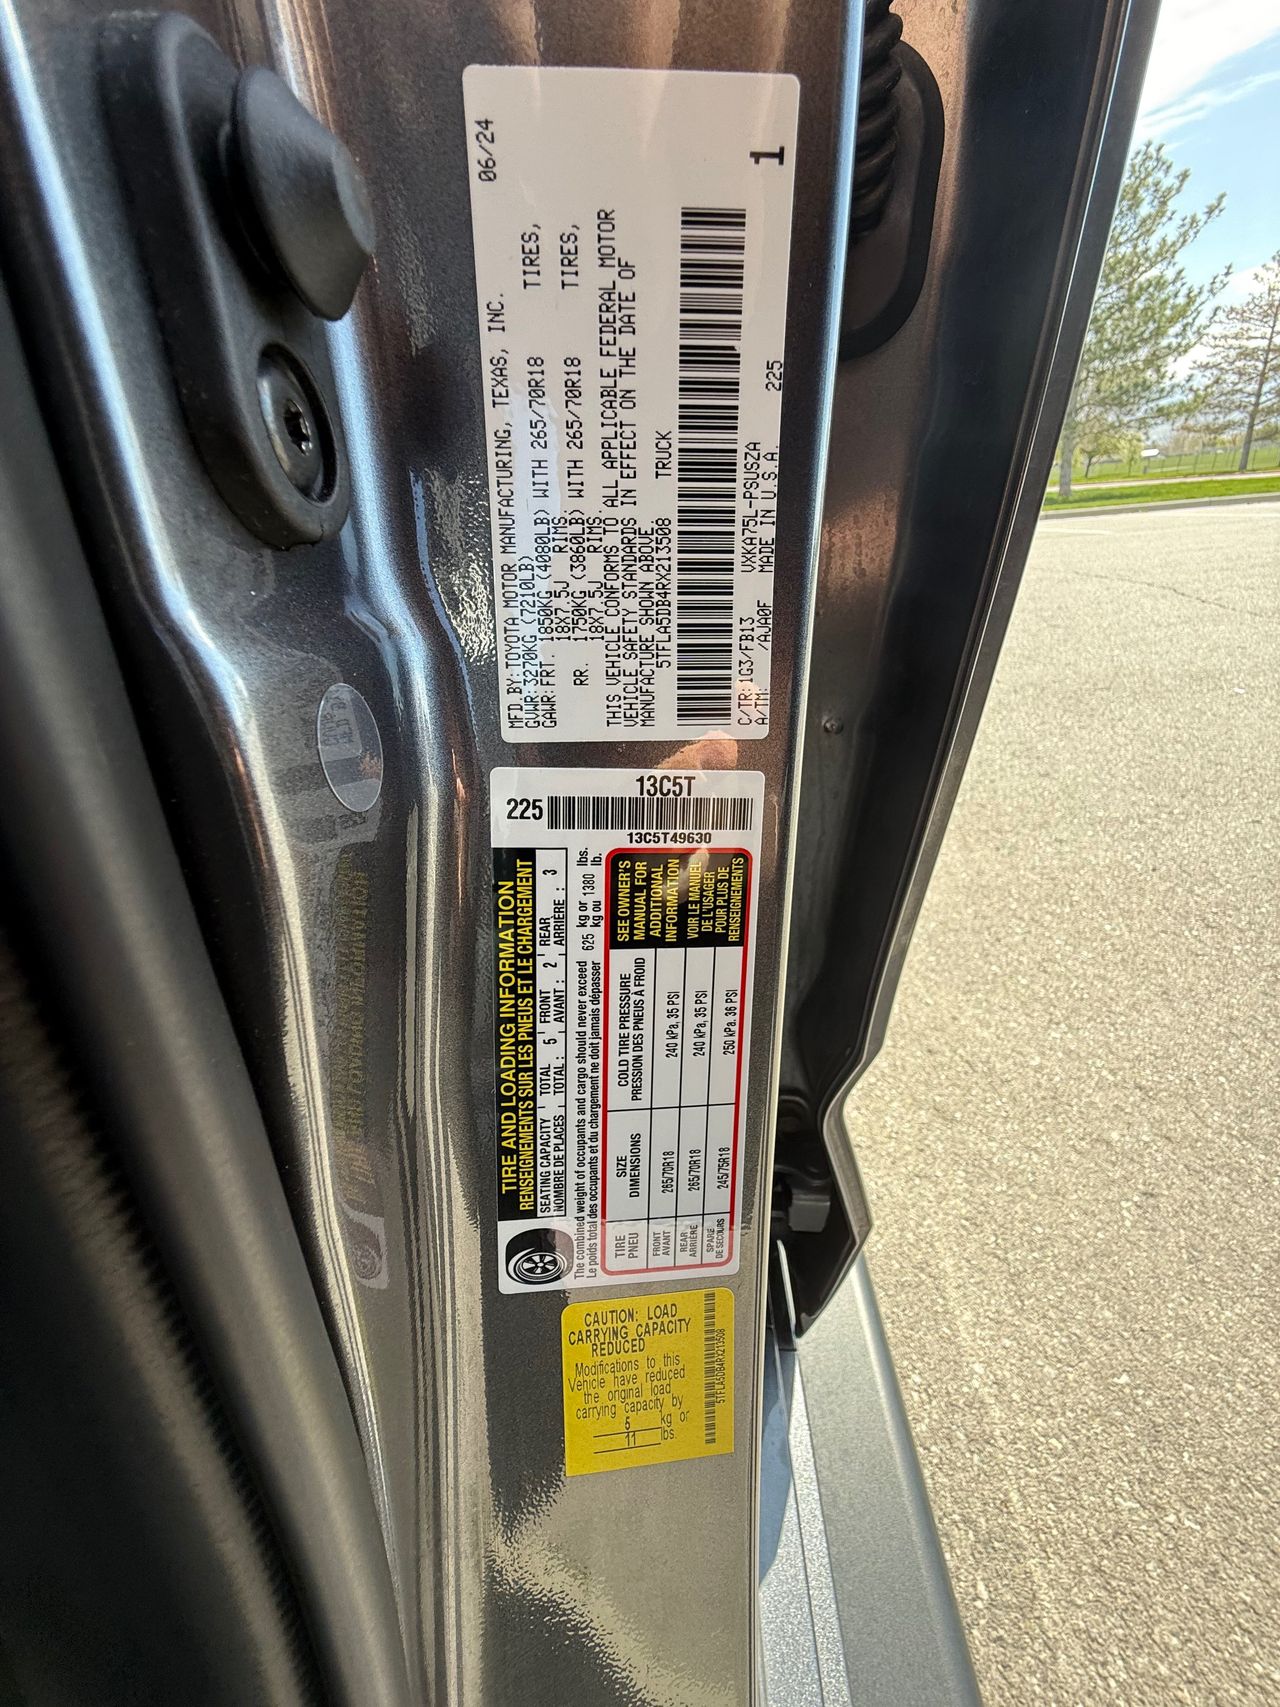 06/24
MFD.BY:TOYOTA MOTOR MANUFACTURING, TEXAS, INC.
GVWR:3270KG (7210LB)
GAWR:FRT. 1850KG (4080LB) WITH 265/70R18 TIRES,
18X7.5J RIMS.
RR. 1750KG (3860LB) WITH 265/70R18 TIRES,
18X7.5J RIMS.
THIS VEHICLE CONFORMS TO ALL APPLICABLE FEDERAL MOTOR
VEHICLE SAFETY STANDARDS IN EFFECT ON THE DATE OF
MANUFACTURE SHOWN ABOVE.
5TFLA5DB4RX213508 TRUCK
C/TR:1G3/FB13 VXKA75L-PSUSZA
A/TM: /AJA0F MADE IN U.S.A. 225
1
13C5T
225
13C5T49630
TIRE AND LOADING INFORMATION
RENSEIGNEMENTS SUR LES PNEUS ET LE CHARGEMENT
SEATING CAPACITY TOTAL 5 FRONT 2 REAR 3
NOMBRE DE PLACES TOTAL : AVANT : ARRIÈRE :
The combined weight of occupants and cargo should never exceed 625 kg or 1380 lbs.
Le poids total des occupants et du chargement ne doit jamais dépasser kg ou lb.
TIRE SIZE COLD TIRE PRESSURE
PNEU DIMENSIONS PRESSION DES PNEUS À FROID
FRONT
AVANT 265/70R18 240 kPa, 35 PSI
REAR
ARRIÈRE 265/70R18 240 kPa, 35 PSI
SPARE
DE SECOURS 245/75R18 250 kPa, 36 PSI
SEE OWNER'S
MANUAL FOR
ADDITIONAL
INFORMATION
VOIR LE MANUEL
DE L'USAGER
POUR PLUS DE
RENSEIGNEMENTS
CAUTION: LOAD
CARRYING CAPACITY
REDUCED
Modifications to this
Vehicle have reduced
the original load
carrying capacity by
5 kg or
11 lbs.
5TFLA5DB4RX213508